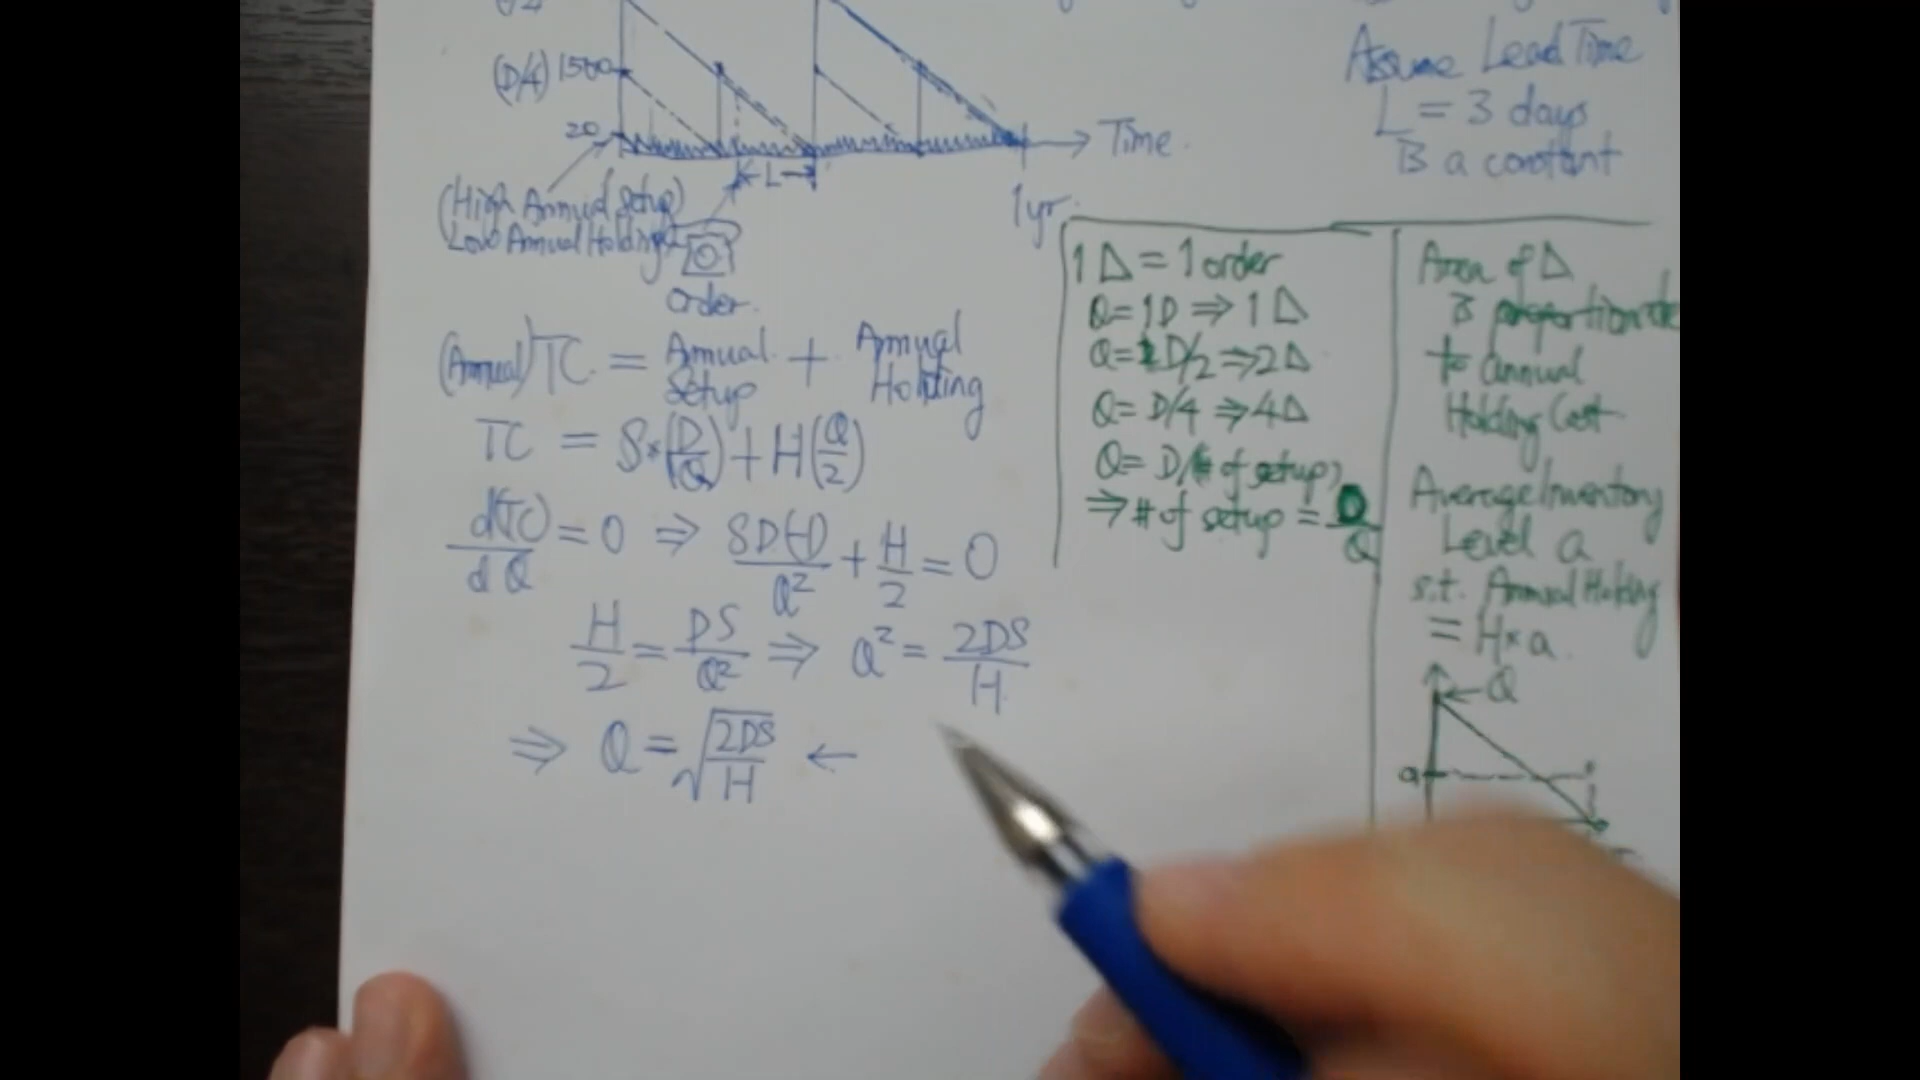 (D/4) 1500
20
Time.
L
1yr.
(High Annual Setup)
Low Annual Holding
order.
Assume Lead Time
L = 3 days
is a constant
(Annual) TC = Annual Setup + Annual Holding
TC = S*(D/Q) + H(Q/2)
d(TC)/dQ = 0 ⇒ SD(-1)/Q² + H/2 = 0
H/2 = DS/Q² ⇒ Q² = 2DS/H
⇒ Q = √(2DS/H) ←
1 Δ = 1 order
Q = 1D ⇒ 1 Δ
Q = D/2 ⇒ 2Δ
Q = D/4 ⇒ 4Δ
Q = D/(# of setup)
⇒ # of setup = D/Q
Area of Δ
is proportionate
to annual
Holding Cost
Average Inventory
Level a
s.t. Annual Holding
= H*a.
← Q
a